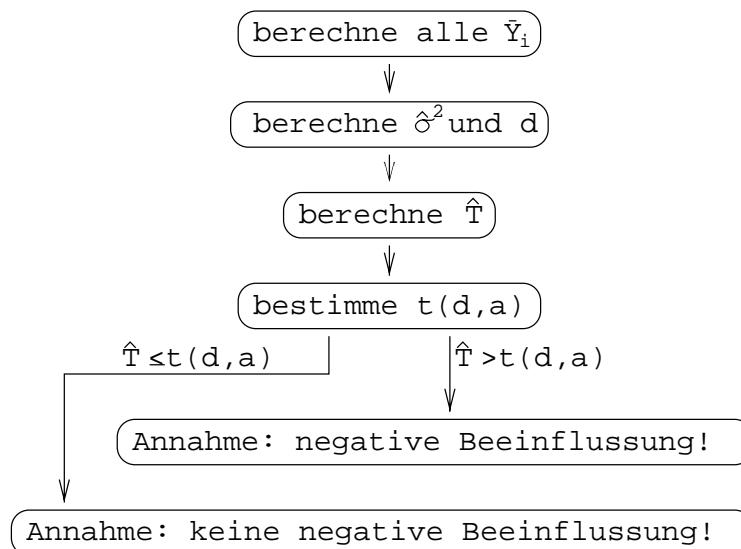 berechne alle Ȳi
berechne σ̂² und d
berechne T̂
bestimme t(d,a)
T̂ ≤t(d,a)
T̂ >t(d,a)
Annahme: negative Beeinflussung!
Annahme: keine negative Beeinflussung!